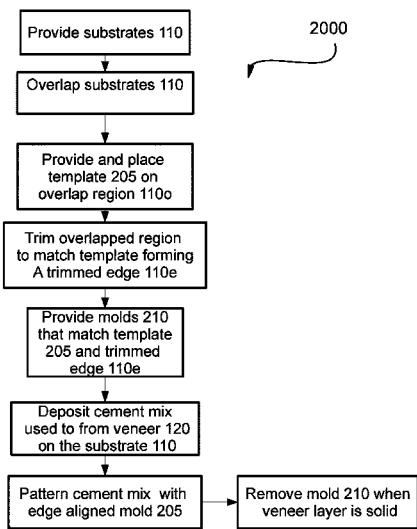 Provide substrates 110
2000
Overlap substrates 110
Provide and place
template 205 on
overlap region 110o
Trim overlapped region
to match template forming
A trimmed edge 110e
Provide molds 210
that match template
205 and trimmed
edge 110e
Deposit cement mix
used to from veneer 120
on the substrate 110
Pattern cement mix with
edge aligned mold 205
Remove mold 210 when
veneer layer is solid